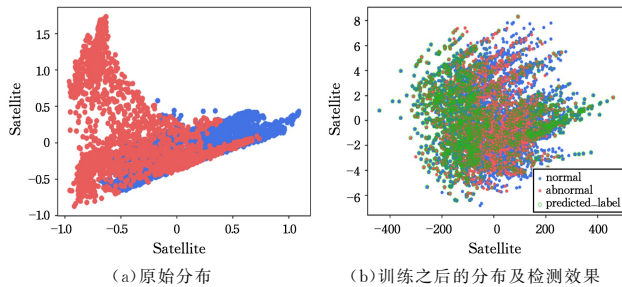 1.5
1.0
0.5
0
−0.5
−1.0
Satellite
−1.0 −0.5 0 0.5 1.0
Satellite
(a)原始分布
8
6
4
2
0
−2
−4
−6
Satellite
normal
abnormal
predicted_label
−400 −200 0 200 400
Satellite
(b)训练之后的分布及检测效果